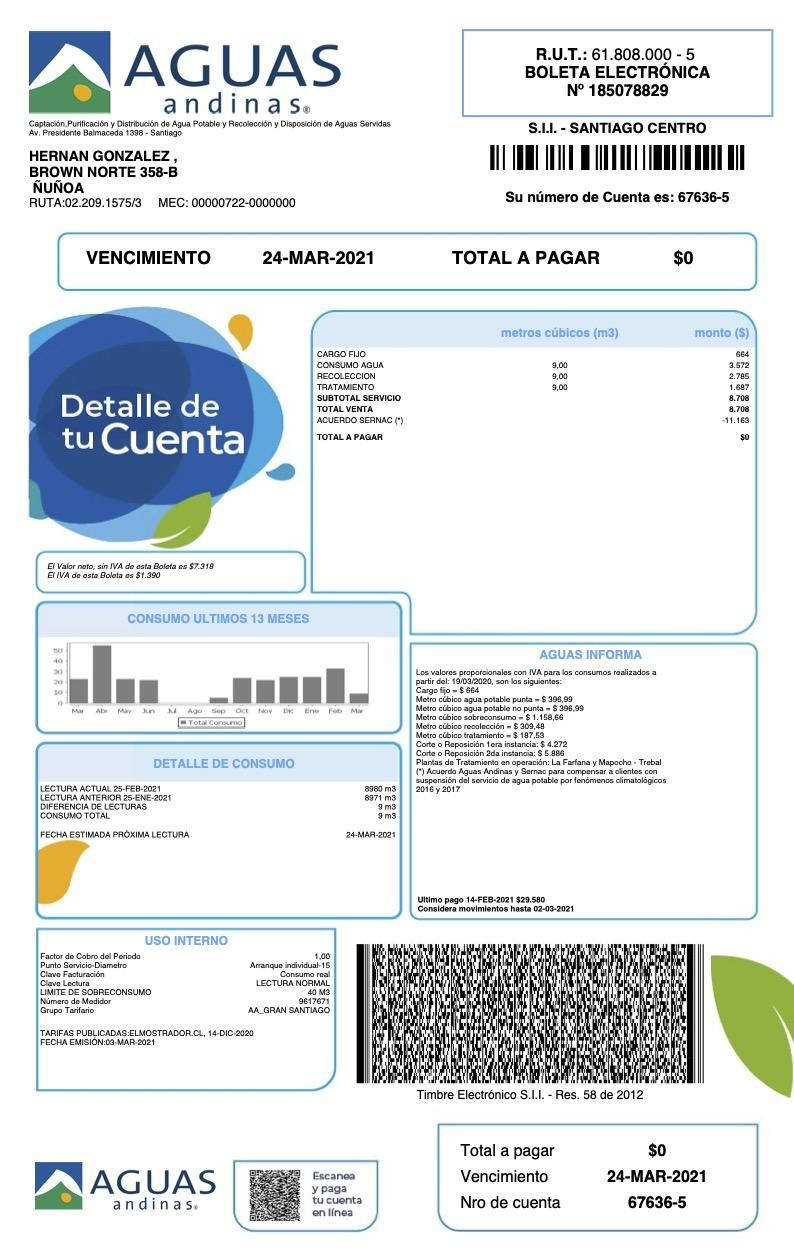 AGUAS
andinas®
Captación,Purificación y Distribución de Agua Potable y Recolección y Disposición de Aguas Servidas
Av. Presidente Balmaceda 1398 - Santiago
R.U.T.: 61.808.000 - 5
BOLETA ELECTRÓNICA
Nº 185078829
S.I.I. - SANTIAGO CENTRO
HERNAN GONZALEZ ,
BROWN NORTE 358-B
ÑUÑOA
RUTA:02.209.1575/3 MEC: 00000722-0000000
Su número de Cuenta es: 67636-5
VENCIMIENTO 24-MAR-2021 TOTAL A PAGAR $0
Detalle de
tu Cuenta
metros cúbicos (m3) monto ($)
CARGO FIJO 664
CONSUMO AGUA 9,00 3.572
RECOLECCION 9,00 2.785
TRATAMIENTO 9,00 1.687
SUBTOTAL SERVICIO 8.708
TOTAL VENTA 8.708
ACUERDO SERNAC (*) -11.163
TOTAL A PAGAR $0
El Valor neto, sin IVA de esta Boleta es $7.318
El IVA de esta Boleta es $1.390
CONSUMO ULTIMOS 13 MESES
50
40
30
20
10
0
Mar Abr May Jun Jul Ago Sep Oct Nov Dic Ene Feb Mar
Total Consumo
DETALLE DE CONSUMO
LECTURA ACTUAL 25-FEB-2021 8980 m3
LECTURA ANTERIOR 25-ENE-2021 8971 m3
DIFERENCIA DE LECTURAS 9 m3
CONSUMO TOTAL 9 m3
FECHA ESTIMADA PRÓXIMA LECTURA 24-MAR-2021
AGUAS INFORMA
Los valores proporcionales con IVA para los consumos realizados a
partir del: 19/03/2020, son los siguientes:
Cargo fijo = $ 664
Metro cúbico agua potable punta = $ 396,99
Metro cúbico agua potable no punta = $ 396,99
Metro cúbico sobreconsumo = $ 1.158,66
Metro cúbico recolección = $ 309,48
Metro cúbico tratamiento = $ 187,53
Corte o Reposición 1era instancia: $ 4.272
Corte o Reposición 2da instancia: $ 5.886
Plantas de Tratamiento en operación: La Farfana y Mapocho - Trebal
(*) Acuerdo Aguas Andinas y Sernac para compensar a clientes con
suspensión del servicio de agua potable por fenómenos climatológicos
2016 y 2017
Ultimo pago 14-FEB-2021 $29.580
Considera movimientos hasta 02-03-2021
USO INTERNO
Factor de Cobro del Periodo 1,00
Punto Servicio-Diametro Arranque individual-15
Clave Facturación Consumo real
Clave Lectura LECTURA NORMAL
LIMITE DE SOBRECONSUMO 40 M3
Número de Medidor 9617671
Grupo Tarifario AA_GRAN SANTIAGO
TARIFAS PUBLICADAS:ELMOSTRADOR.CL, 14-DIC-2020
FECHA EMISIÓN:03-MAR-2021
Timbre Electrónico S.I.I. - Res. 58 de 2012
AGUAS
andinas®
Escanea
y paga
tu cuenta
en línea
Total a pagar $0
Vencimiento 24-MAR-2021
Nro de cuenta 67636-5